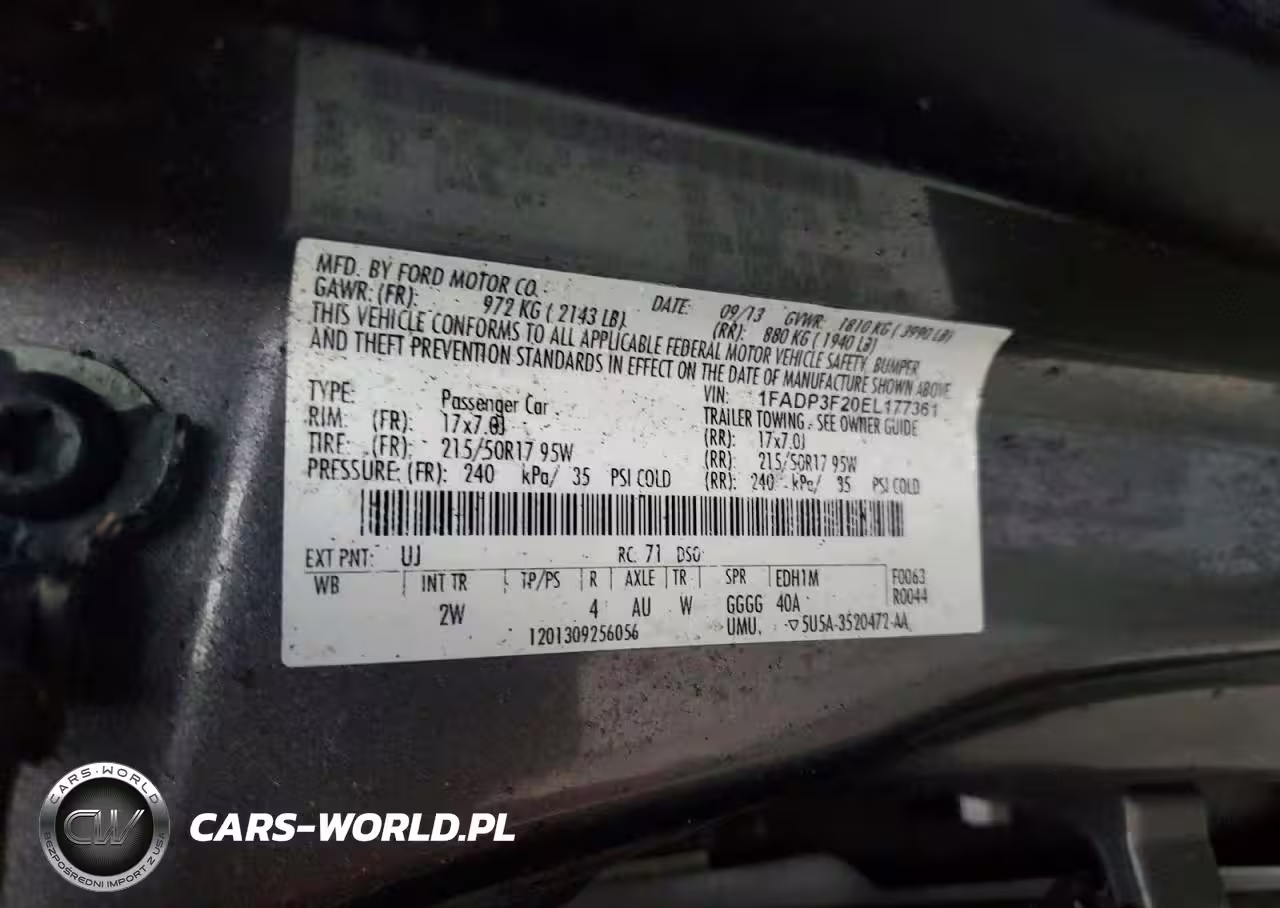 MFD. BY FORD MOTOR CO. DATE: 09/13 GVWR: 1810 KG ( 3990 LB)
GAWR: (FR): 972 KG ( 2143 LB) (RR): 880 KG ( 1940 LB)
THIS VEHICLE CONFORMS TO ALL APPLICABLE FEDERAL MOTOR VEHICLE SAFETY, BUMPER
AND THEFT PREVENTION STANDARDS IN EFFECT ON THE DATE OF MANUFACTURE SHOWN ABOVE.
VIN: 1FADP3F20EL177361
TYPE: Passenger Car TRAILER TOWING - SEE OWNER GUIDE
RIM: (FR): 17x7.0J (RR): 17x7.0J
TIRE: (FR): 215/50R17 95W (RR): 215/50R17 95W
PRESSURE: (FR): 240 kPa/ 35 PSI COLD (RR): 240 kPa/ 35 PSI COLD
EXT PNT: UJ RC: 71 DSO
WB INT TR TP/PS R AXLE TR SPR EDH1M F0063
2W 4 AU W GGGG 40A R0044
1201309256056 UMU. ▽5U5A-3520472-AA
CARS-WORLD
CW
BEZPOŚREDNI IMPORT Z USA
CARS-WORLD.PL